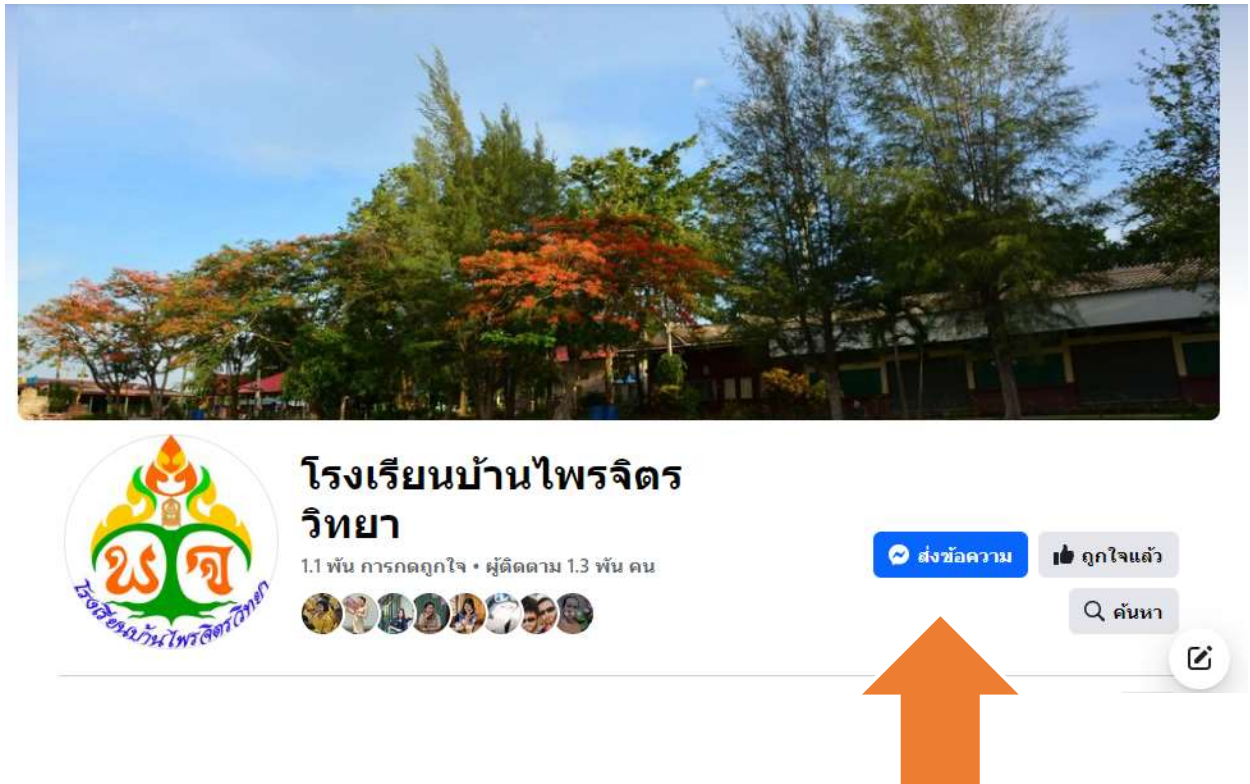 โรงเรียนบ้านไพรจิตร
วิทยา
1.1 พัน การกดถูกใจ • ผู้ติดตาม 1.3 พัน คน
ส่งข้อความ
ถูกใจแล้ว
ค้นหา
พ จ
โรงเรียนบ้านไพรจิตรวิทยา